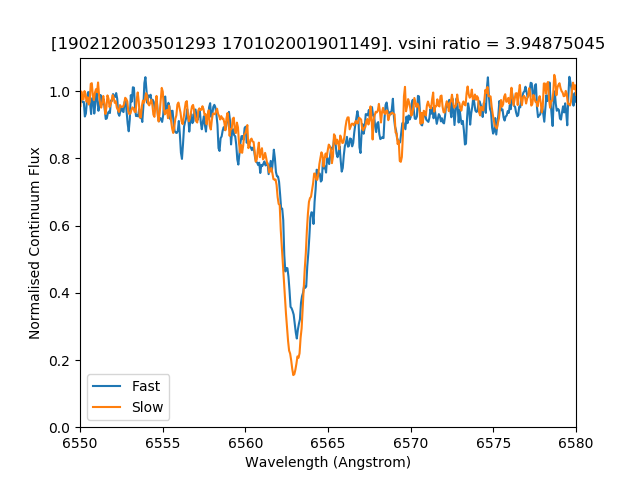 [190212003501293 170102001901149]. vsini ratio = 3.94875045
Normalised Continuum Flux
1.0
0.8
0.6
0.4
0.2
0.0
Fast
Slow
6550 6555 6560 6565 6570 6575 6580
Wavelength (Angstrom)